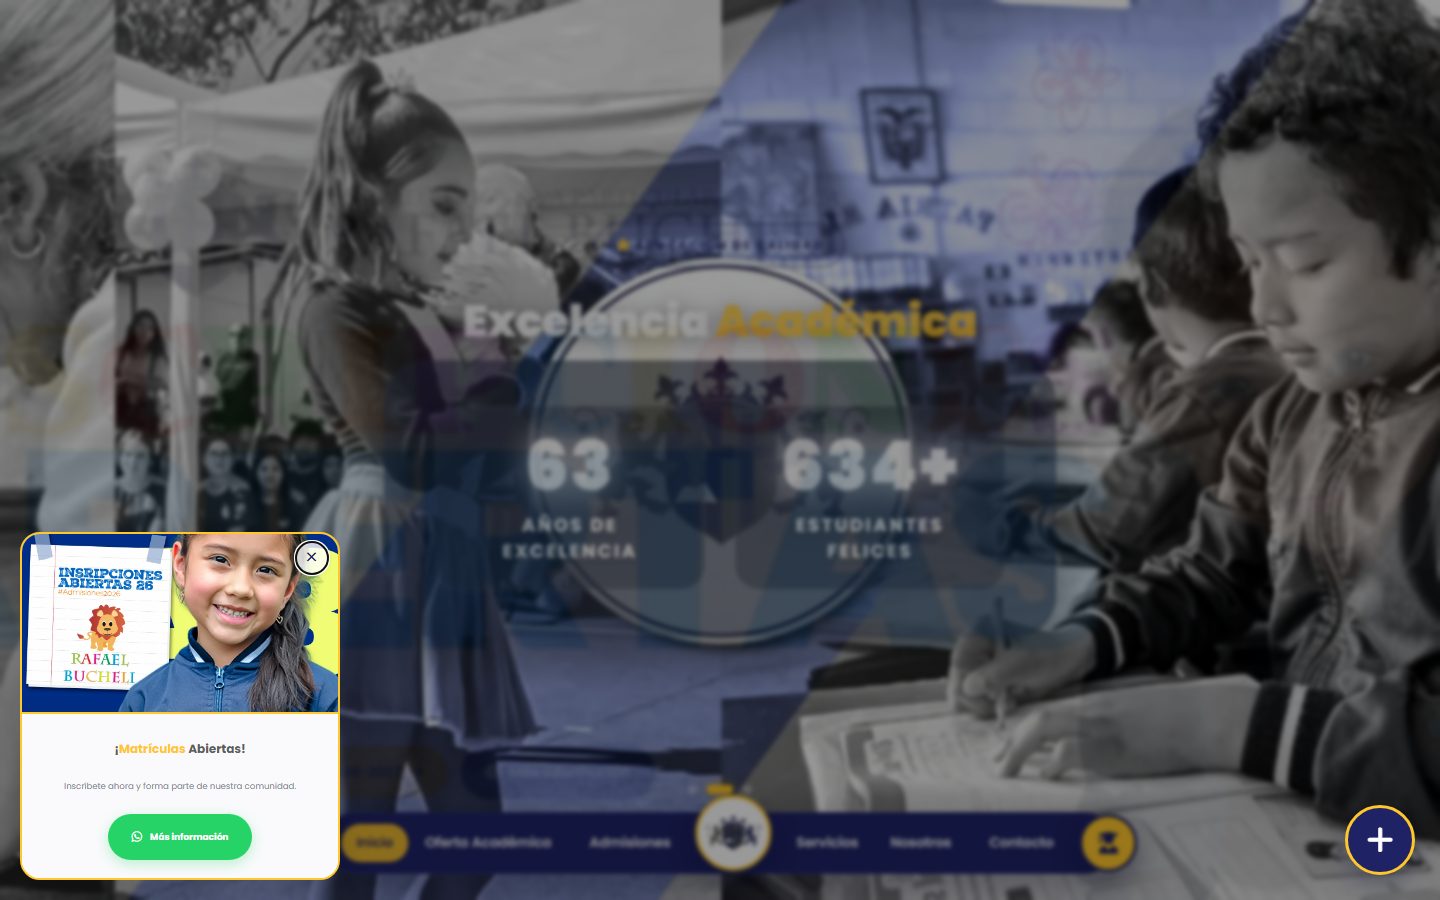 Excelencia Académica
63
634+
AÑOS DE
EXCELENCIA
ESTUDIANTES
FELICES
INSRIPCIONES
ABIERTAS 26
#Admisiones2026
RAFAEL
BUCHELI
¡Matrículas Abiertas!
Inscríbete ahora y forma parte de nuestra comunidad.
Más información
Inicio
Oferta Académica
Admisiones
Servicios
Nosotros
Contacto